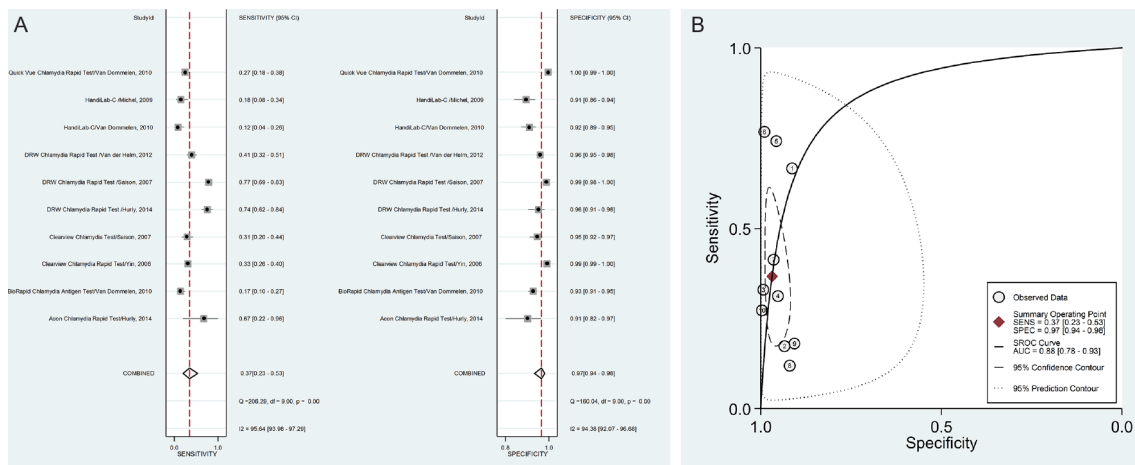 A
StudyId
SENSITIVITY (95% CI)
Quick Vue Chlamydia Rapid Test/Van Dommelen, 2010
0.27 [0.18 - 0.38]
HandiLab-C /Michel, 2009
0.18 [0.08 - 0.34]
HandiLab-C/Van Dommelen, 2010
0.12 [0.04 - 0.26]
DRW Chlamydia Rapid Test /Van der Helm, 2012
0.41 [0.32 - 0.51]
DRW Chlamydia Rapid Test /Saison, 2007
0.77 [0.69 - 0.83]
DRW Chlamydia Rapid Test /Hurly, 2014
0.74 [0.62 - 0.84]
Clearview Chlamydia Test/Saison, 2007
0.31 [0.20 - 0.44]
Clearview Chlamydia Rapid Test/Yin, 2006
0.33 [0.26 - 0.40]
BioRapid Chlamydia Antigen Test/Van Dommelen, 2010
0.17 [0.10 - 0.27]
Acon Chlamydia Rapid Test/Hurly, 2014
0.67 [0.22 - 0.96]
COMBINED
0.37[0.23 - 0.53]
Q =206.29, df = 9.00, p = 0.00
I2 = 95.64 [93.98 - 97.29]
0.0
1.0
SENSITIVITY
StudyId
SPECIFICITY (95% CI)
Quick Vue Chlamydia Rapid Test/Van Dommelen, 2010
1.00 [0.99 - 1.00]
HandiLab-C /Michel, 2009
0.91 [0.86 - 0.94]
HandiLab-C/Van Dommelen, 2010
0.92 [0.89 - 0.95]
DRW Chlamydia Rapid Test /Van der Helm, 2012
0.96 [0.95 - 0.98]
DRW Chlamydia Rapid Test /Saison, 2007
0.99 [0.98 - 1.00]
DRW Chlamydia Rapid Test /Hurly, 2014
0.96 [0.91 - 0.98]
Clearview Chlamydia Test/Saison, 2007
0.95 [0.92 - 0.97]
Clearview Chlamydia Rapid Test/Yin, 2006
0.99 [0.99 - 1.00]
BioRapid Chlamydia Antigen Test/Van Dommelen, 2010
0.93 [0.91 - 0.95]
Acon Chlamydia Rapid Test/Hurly, 2014
0.91 [0.82 - 0.97]
COMBINED
0.97[0.94 - 0.98]
Q =160.04, df = 9.00, p = 0.00
I2 = 94.38 [92.07 - 96.68]
1.0
SPECIFICITY
B
1.0
0.5
0.0
Sensitivity
1
2
3
4
9
10
1.0
0.5
0.0
Specificity
Observed Data
Summary Operating Point
SENS = 0.37 [0.23 - 0.53]
SPEC = 0.97 [0.94 - 0.98]
SROC Curve
AUC = 0.88 [0.78 - 0.93]
95% Confidence Contour
95% Prediction Contour